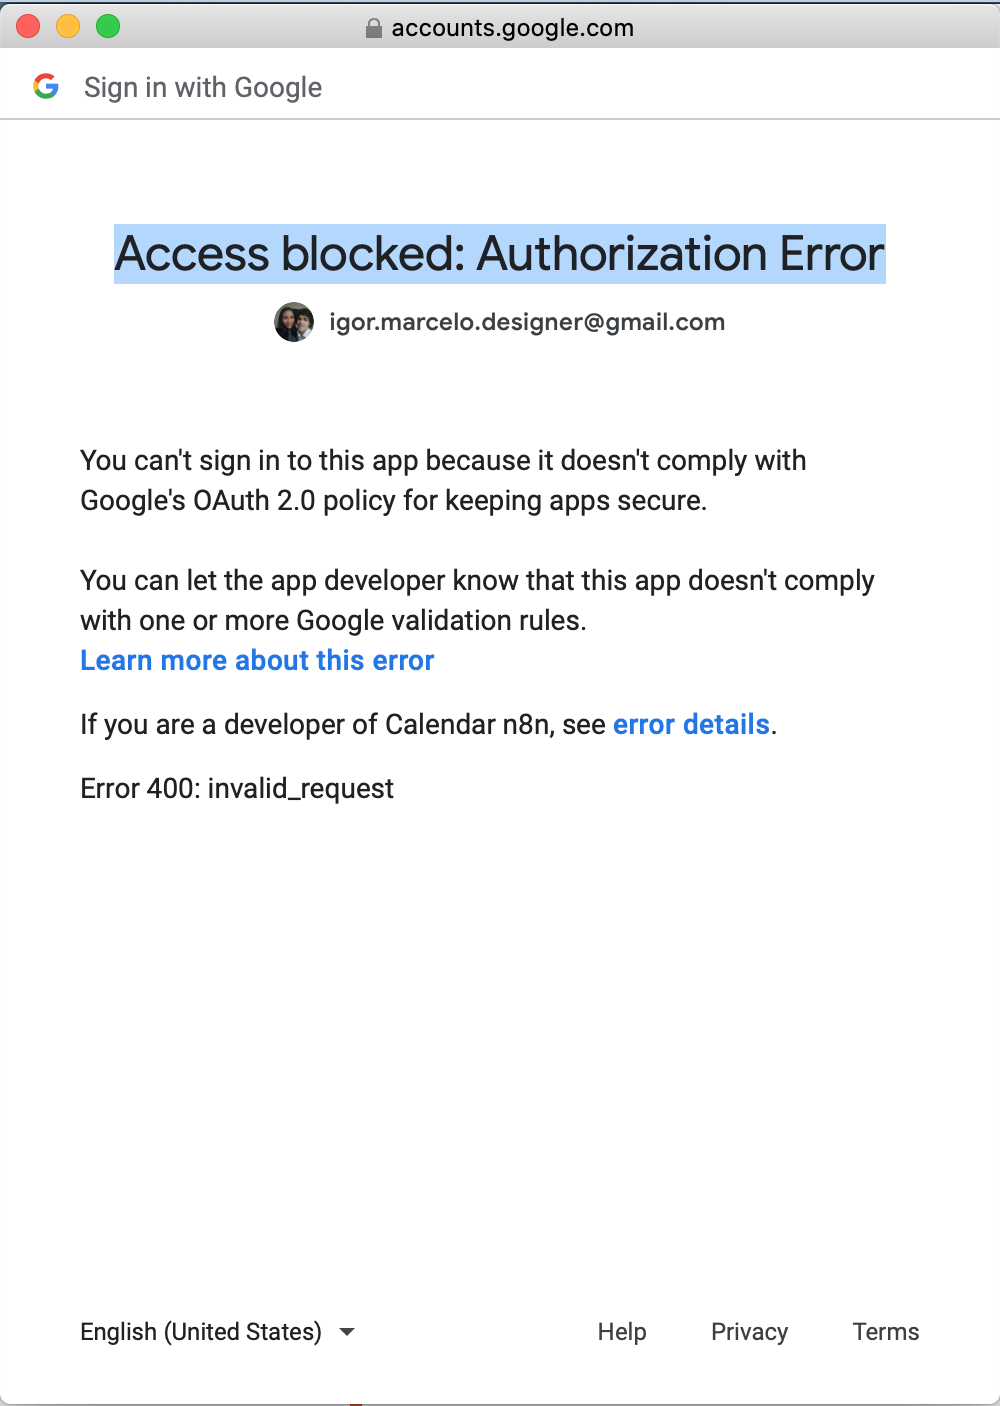 accounts.google.com
Sign in with Google
Access blocked: Authorization Error
igor.marcelo.designer@gmail.com
You can't sign in to this app because it doesn't comply with
Google's OAuth 2.0 policy for keeping apps secure.
You can let the app developer know that this app doesn't comply
with one or more Google validation rules.
Learn more about this error
If you are a developer of Calendar n8n, see error details.
Error 400: invalid_request
English (United States) Help Privacy Terms